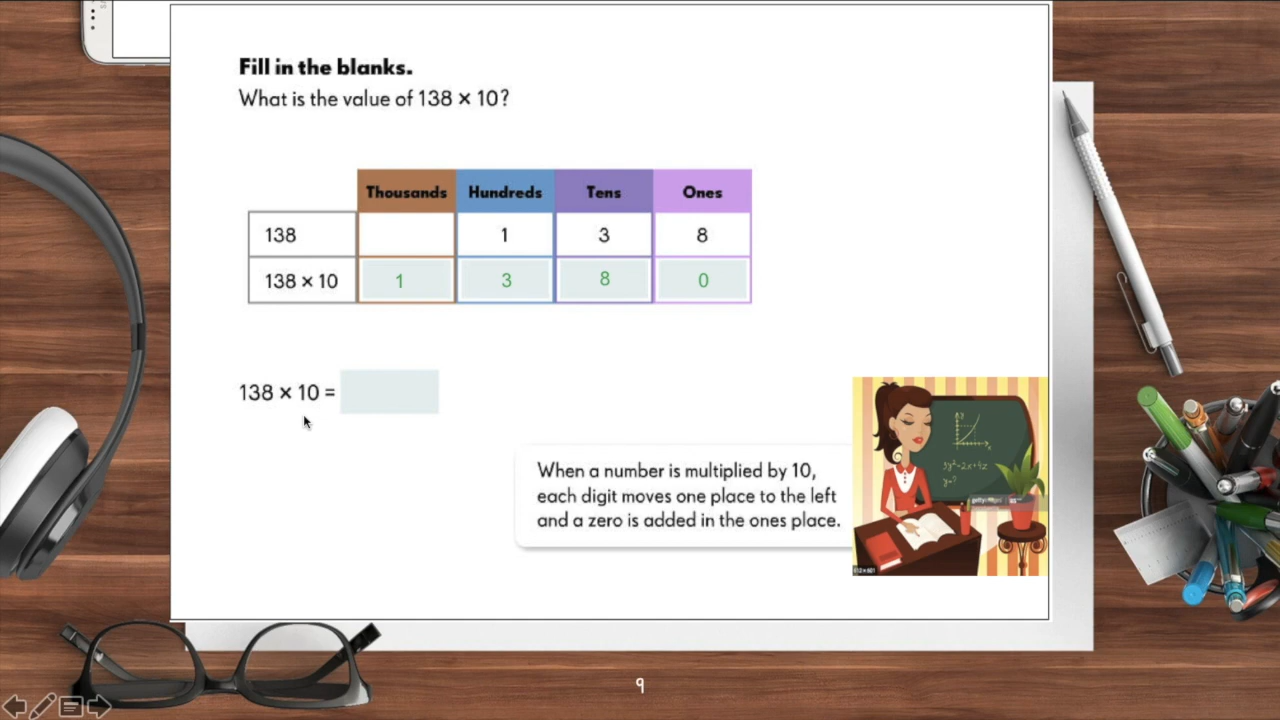 Fill in the blanks.
What is the value of 138 × 10?
Thousands Hundreds Tens Ones
138 1 3 8
138 × 10 1 3 8 0
138 × 10 =
When a number is multiplied by 10,
each digit moves one place to the left
and a zero is added in the ones place.
9